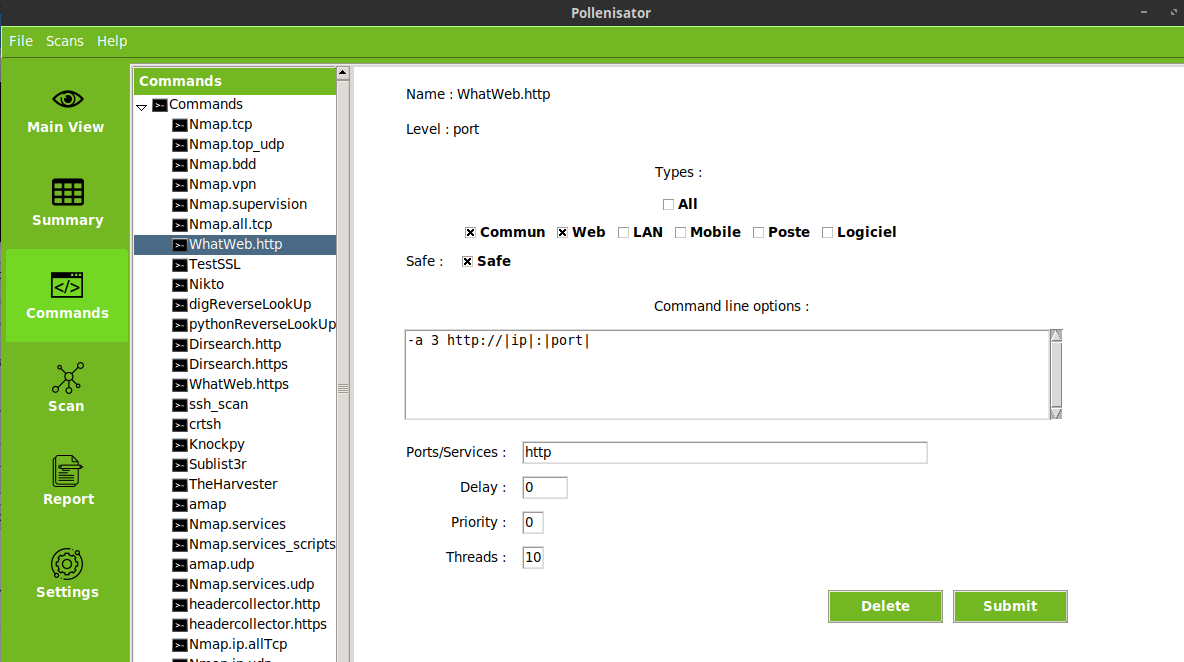 Pollenisator
File Scans Help
Main View
Summary
Commands
Scan
Report
Settings
Commands
Commands
Nmap.tcp
Nmap.top_udp
Nmap.bdd
Nmap.vpn
Nmap.supervision
Nmap.all.tcp
WhatWeb.http
TestSSL
Nikto
digReverseLookUp
pythonReverseLookUp
Dirsearch.http
Dirsearch.https
WhatWeb.https
ssh_scan
crtsh
Knockpy
Sublist3r
TheHarvester
amap
Nmap.services
Nmap.services_scripts
amap.udp
Nmap.services.udp
headercollector.http
headercollector.https
Nmap.ip.allTcp
Nmap.ip.udp
Name : WhatWeb.http
Level : port
Types :
All
Commun Web LAN Mobile Poste Logiciel
Safe : Safe
Command line options :
-a 3 http://|ip|:|port|
Ports/Services : http
Delay : 0
Priority : 0
Threads : 10
Delete Submit